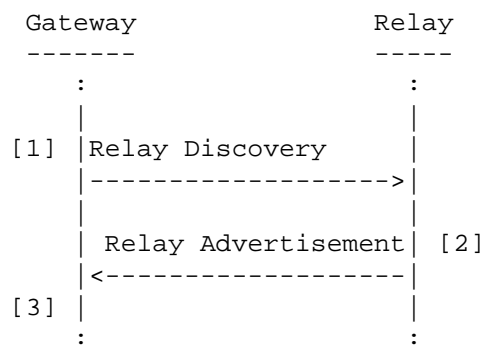 Gateway Relay
------- -----
: :
| |
[1] |Relay Discovery |
|------------------->|
| |
| Relay Advertisement| [2]
|<-------------------|
[3] | |
: :